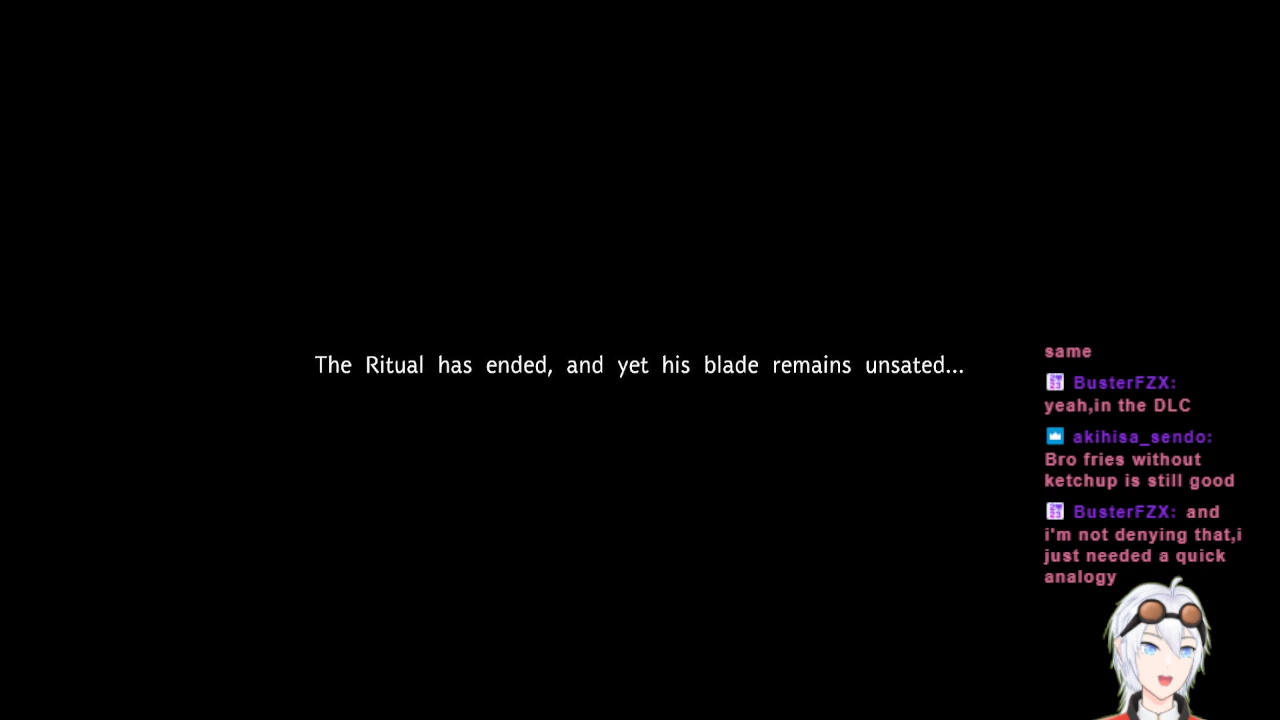 The Ritual has ended, and yet his blade remains unsated...
same
BusterFZX:
yeah,in the DLC
akihisa_sendo:
Bro fries without
ketchup is still good
BusterFZX: and
i'm not denying that,i
just needed a quick
analogy